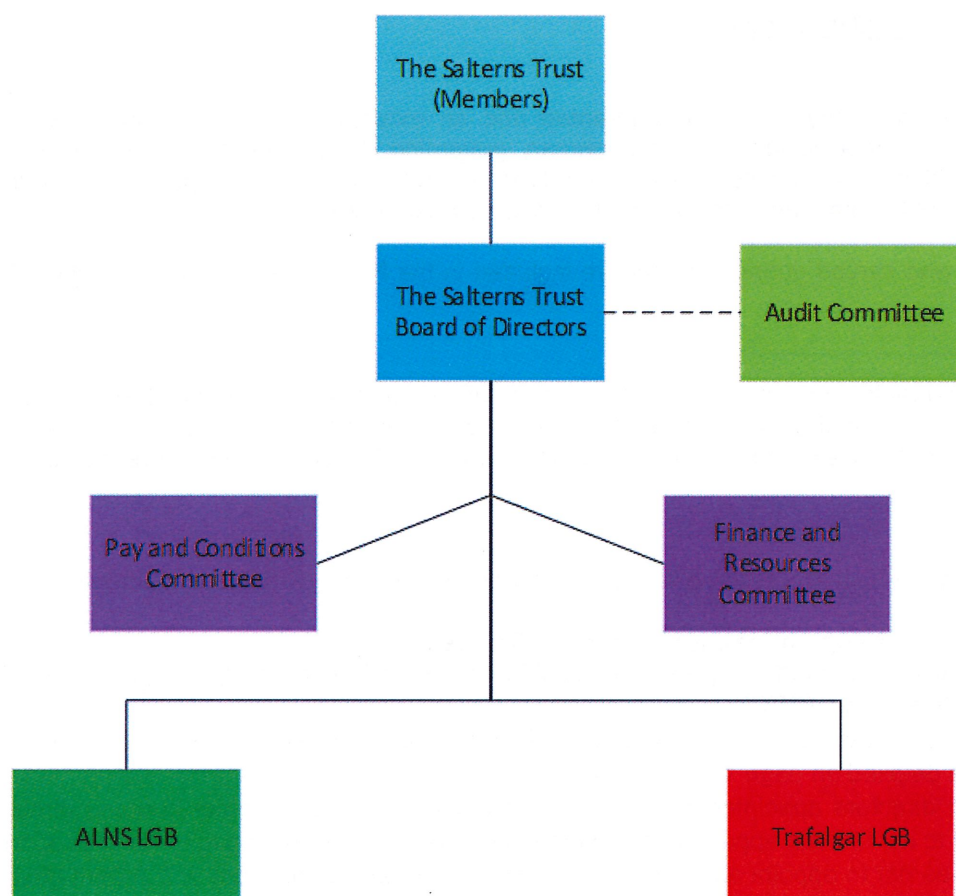 The Salterns Trust
(Members)
The Salterns Trust
Board of Directors
Audit Committee
Pay and Conditions
Committee
Finance and
Resources
Committee
ALNS LGB
Trafalgar LGB